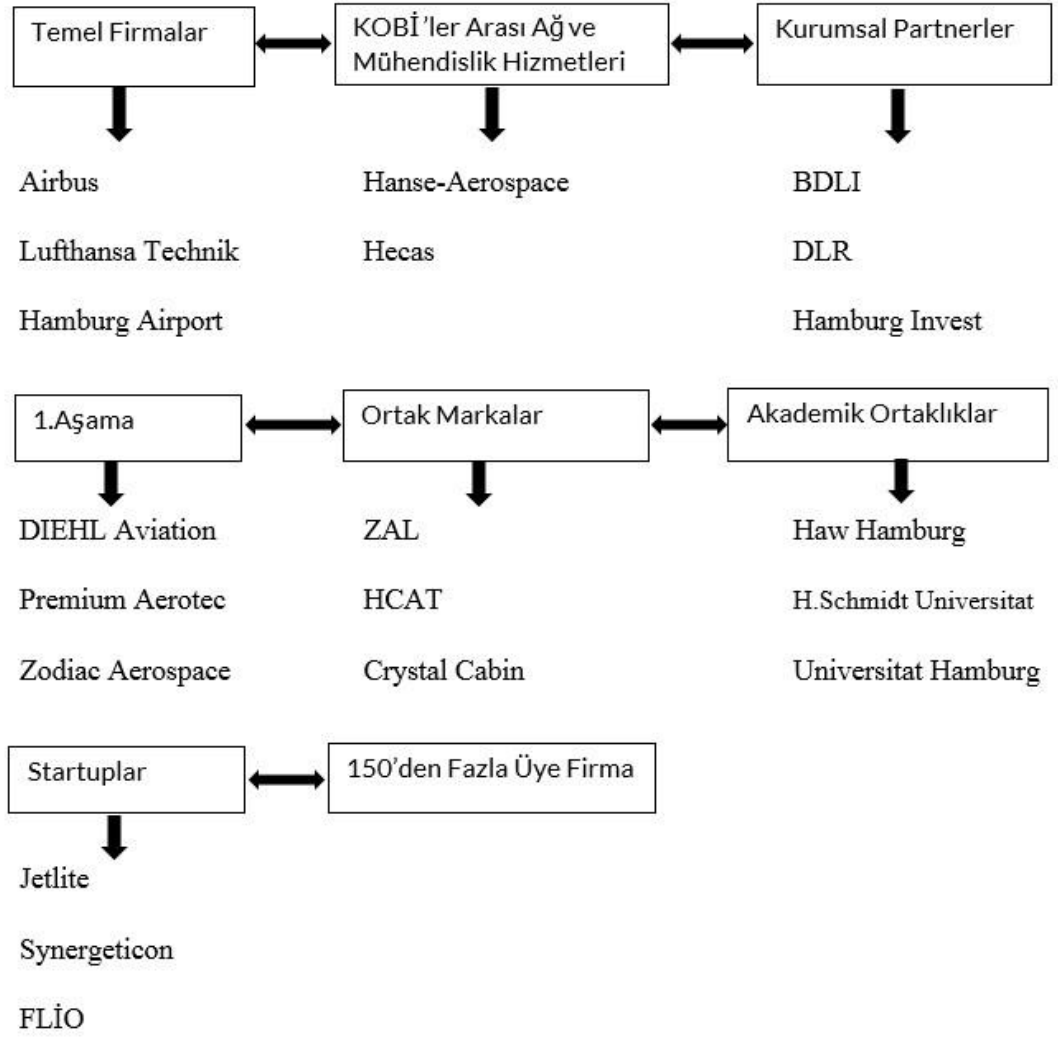 Temel Firmalar
KOBİ'ler Arası Ağ ve
Mühendislik Hizmetleri
Kurumsal Partnerler
Airbus
Lufthansa Technik
Hamburg Airport
Hanse-Aerospace
Hecas
BDLI
DLR
Hamburg Invest
1.Aşama
Ortak Markalar
Akademik Ortaklıklar
DIEHL Aviation
Premium Aerotec
Zodiac Aerospace
ZAL
HCAT
Crystal Cabin
Haw Hamburg
H.Schmidt Universitat
Universitat Hamburg
Startuplar
150'den Fazla Üye Firma
Jetlite
Synergeticon
FLİO